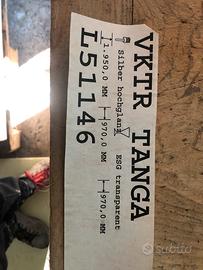 VKTR TANGA
Silber hochglanz ESG transparent
1.950,0 MM 970,0 MM 970,0 MM
L51146
subito